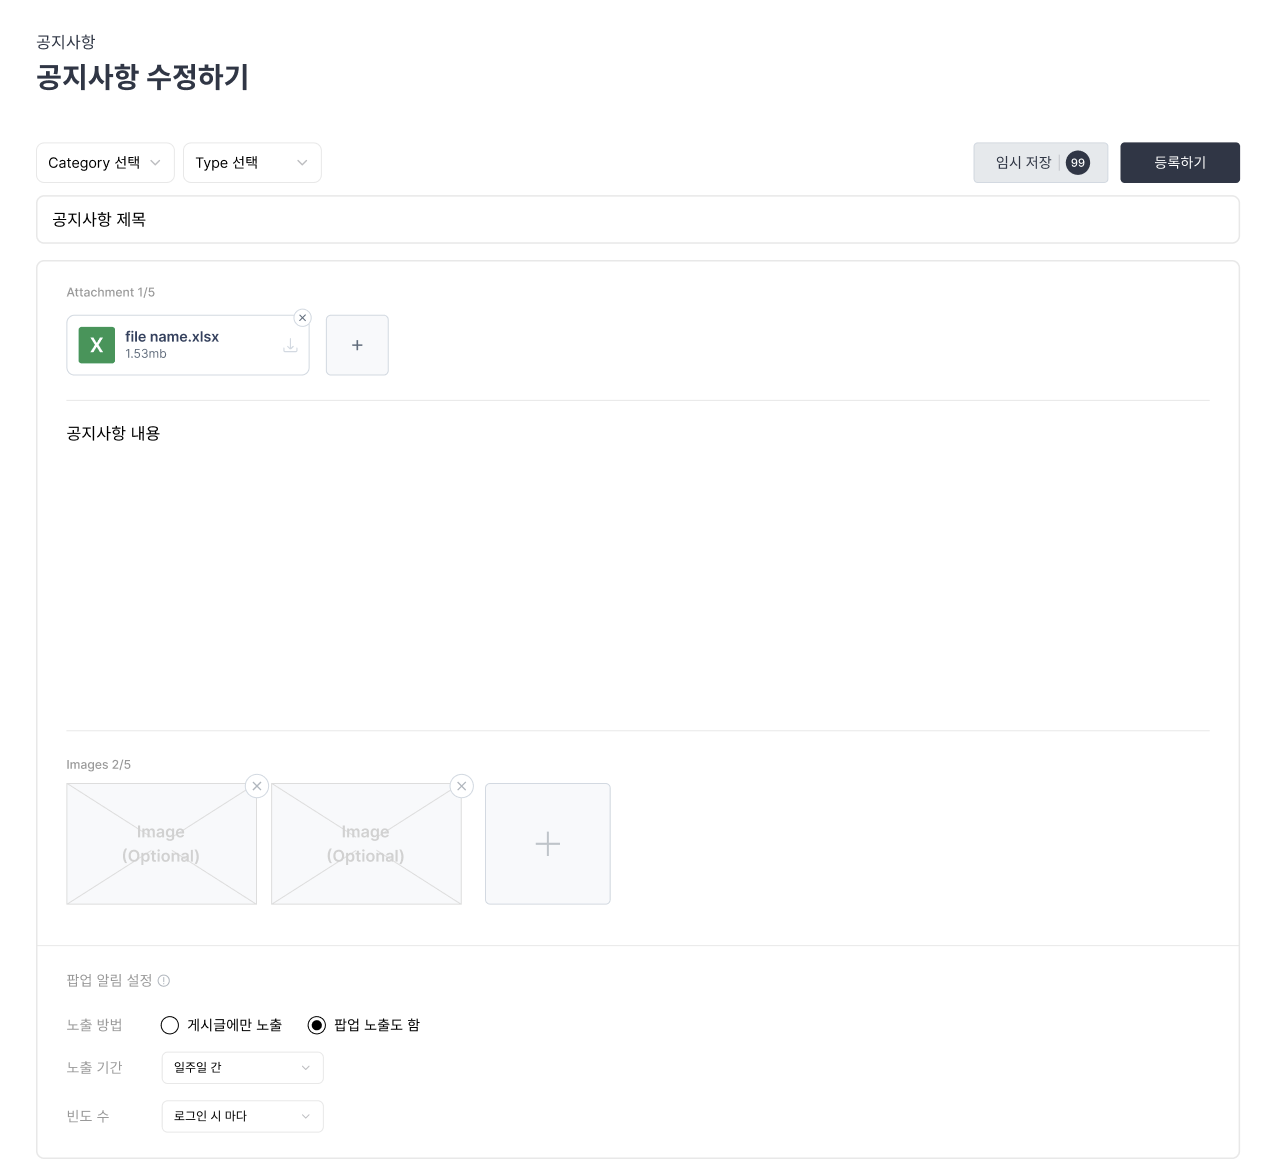 공지사항
공지사항 수정하기
Category 선택
Type 선택
임시 저장 99
등록하기
공지사항 제목
Attachment 1/5
X
file name.xlsx
1.53mb
+
공지사항 내용
Images 2/5
Image
(Optional)
Image
(Optional)
팝업 알림 설정
노출 방법 게시글에만 노출 팝업 노출도 함
노출 기간 일주일 간
빈도 수 로그인 시 마다